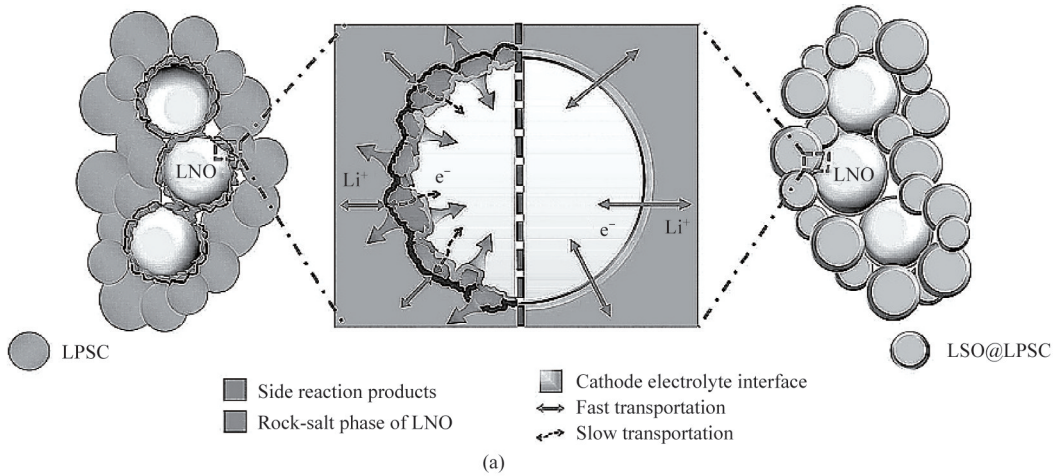 LNO
Li⁺
e⁻
e⁻
Li⁺
LNO
LPSC
LSO@LPSC
Side reaction products
Rock-salt phase of LNO
Cathode electrolyte interface
Fast transportation
Slow transportation
(a)